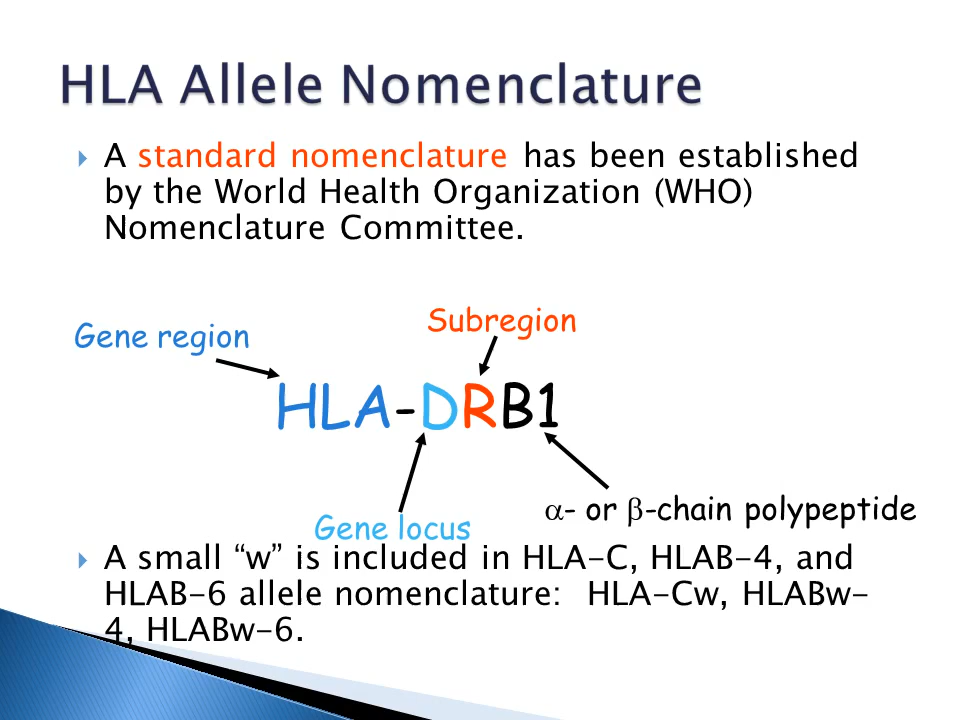 HLA Allele Nomenclature
A standard nomenclature has been established
by the World Health Organization (WHO)
Nomenclature Committee.
Subregion
Gene region
HLA-DRB1
α- or β-chain polypeptide
Gene locus
A small “w” is included in HLA-C, HLAB-4, and
HLAB-6 allele nomenclature: HLA-Cw, HLABw-
4, HLABw-6.